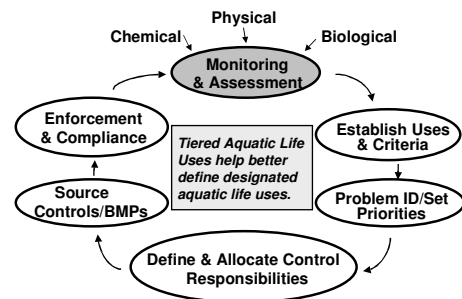 Physical
Chemical
Biological
Monitoring
& Assessment
Enforcement
& Compliance
Establish Uses
& Criteria
Tiered Aquatic Life
Uses help better
define designated
aquatic life uses.
Source
Controls/BMPs
Problem ID/Set
Priorities
Define & Allocate Control
Responsibilities